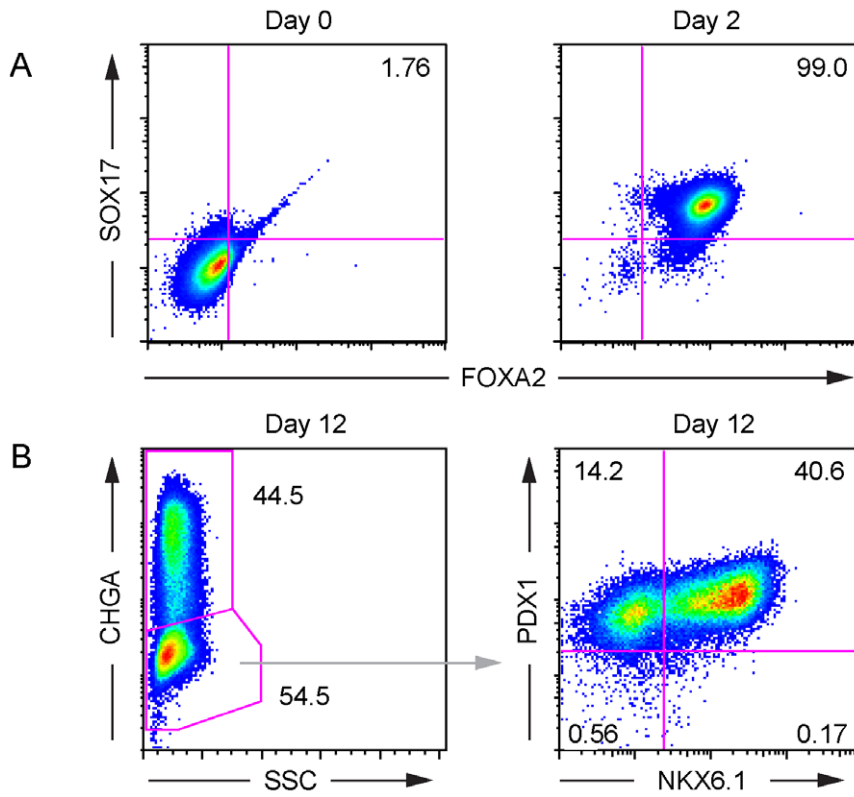 Day 0
Day 2
A
1.76
99.0
SOX17
FOXA2
Day 12
Day 12
B
44.5
54.5
CHGA
SSC
14.2
40.6
0.56
0.17
PDX1
NKX6.1